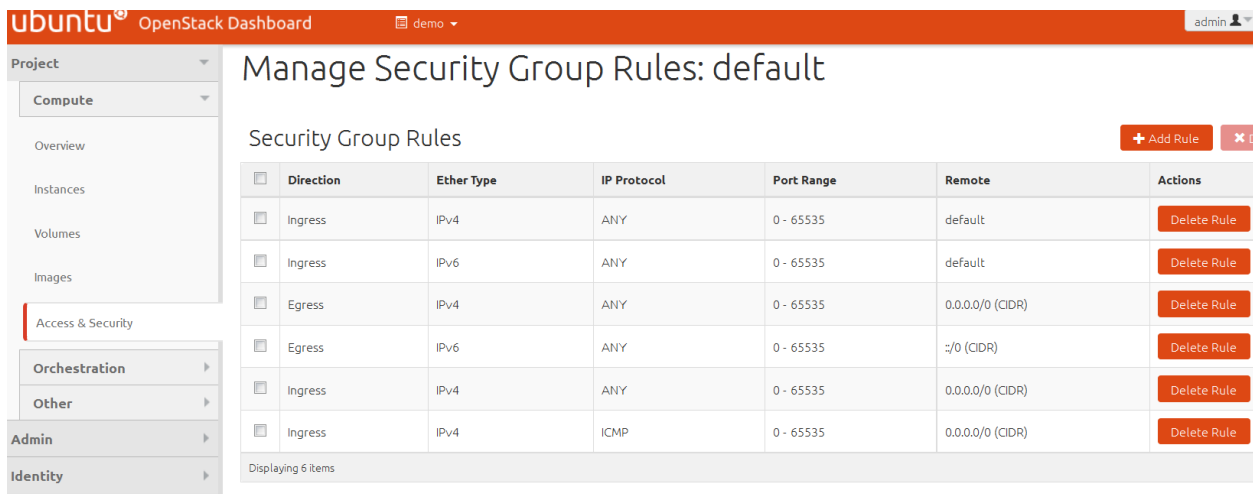 ubuntu® OpenStack Dashboard demo admin
Project
Compute
Overview
Instances
Volumes
Images
Access & Security
Orchestration
Other
Admin
Identity
Manage Security Group Rules: default
Security Group Rules
Add Rule
Direction Ether Type IP Protocol Port Range Remote Actions
Ingress IPv4 ANY 0 - 65535 default Delete Rule
Ingress IPv6 ANY 0 - 65535 default Delete Rule
Egress IPv4 ANY 0 - 65535 0.0.0.0/0 (CIDR) Delete Rule
Egress IPv6 ANY 0 - 65535 ::/0 (CIDR) Delete Rule
Ingress IPv4 ANY 0 - 65535 0.0.0.0/0 (CIDR) Delete Rule
Ingress IPv4 ICMP 0 - 65535 0.0.0.0/0 (CIDR) Delete Rule
Displaying 6 items